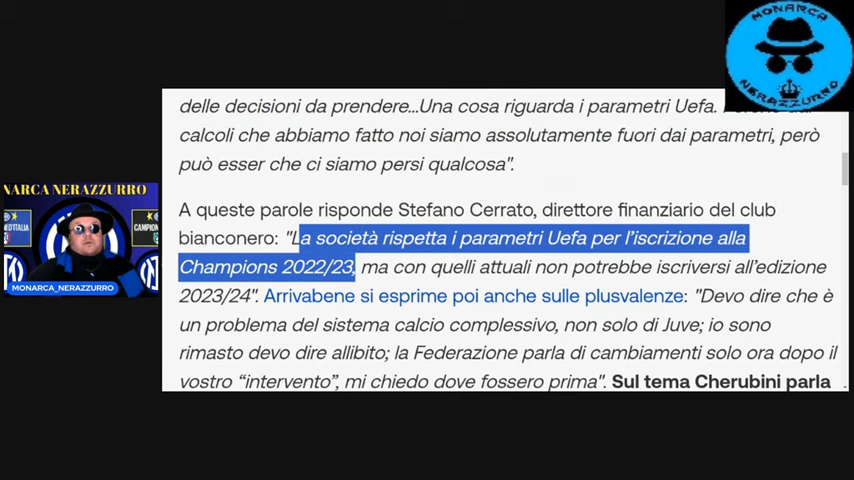 MONARCA
NERAZZURRO
delle decisioni da prendere...Una cosa riguarda i parametri Uefa.
calcoli che abbiamo fatto noi siamo assolutamente fuori dai parametri, però
può esser che ci siamo persi qualcosa".
A queste parole risponde Stefano Cerrato, direttore finanziario del club
bianconero: "La società rispetta i parametri Uefa per l'iscrizione alla
Champions 2022/23, ma con quelli attuali non potrebbe iscriversi all'edizione
2023/24". Arrivabene si esprime poi anche sulle plusvalenze: "Devo dire che è
un problema del sistema calcio complessivo, non solo di Juve; io sono
rimasto devo dire allibito; la Federazione parla di cambiamenti solo ora dopo il
vostro “intervento”, mi chiedo dove fossero prima". Sul tema Cherubini parla
NARCA NERAZZURRO
D'ITALIA
CAMPION
MONARCA_NERAZZURRO